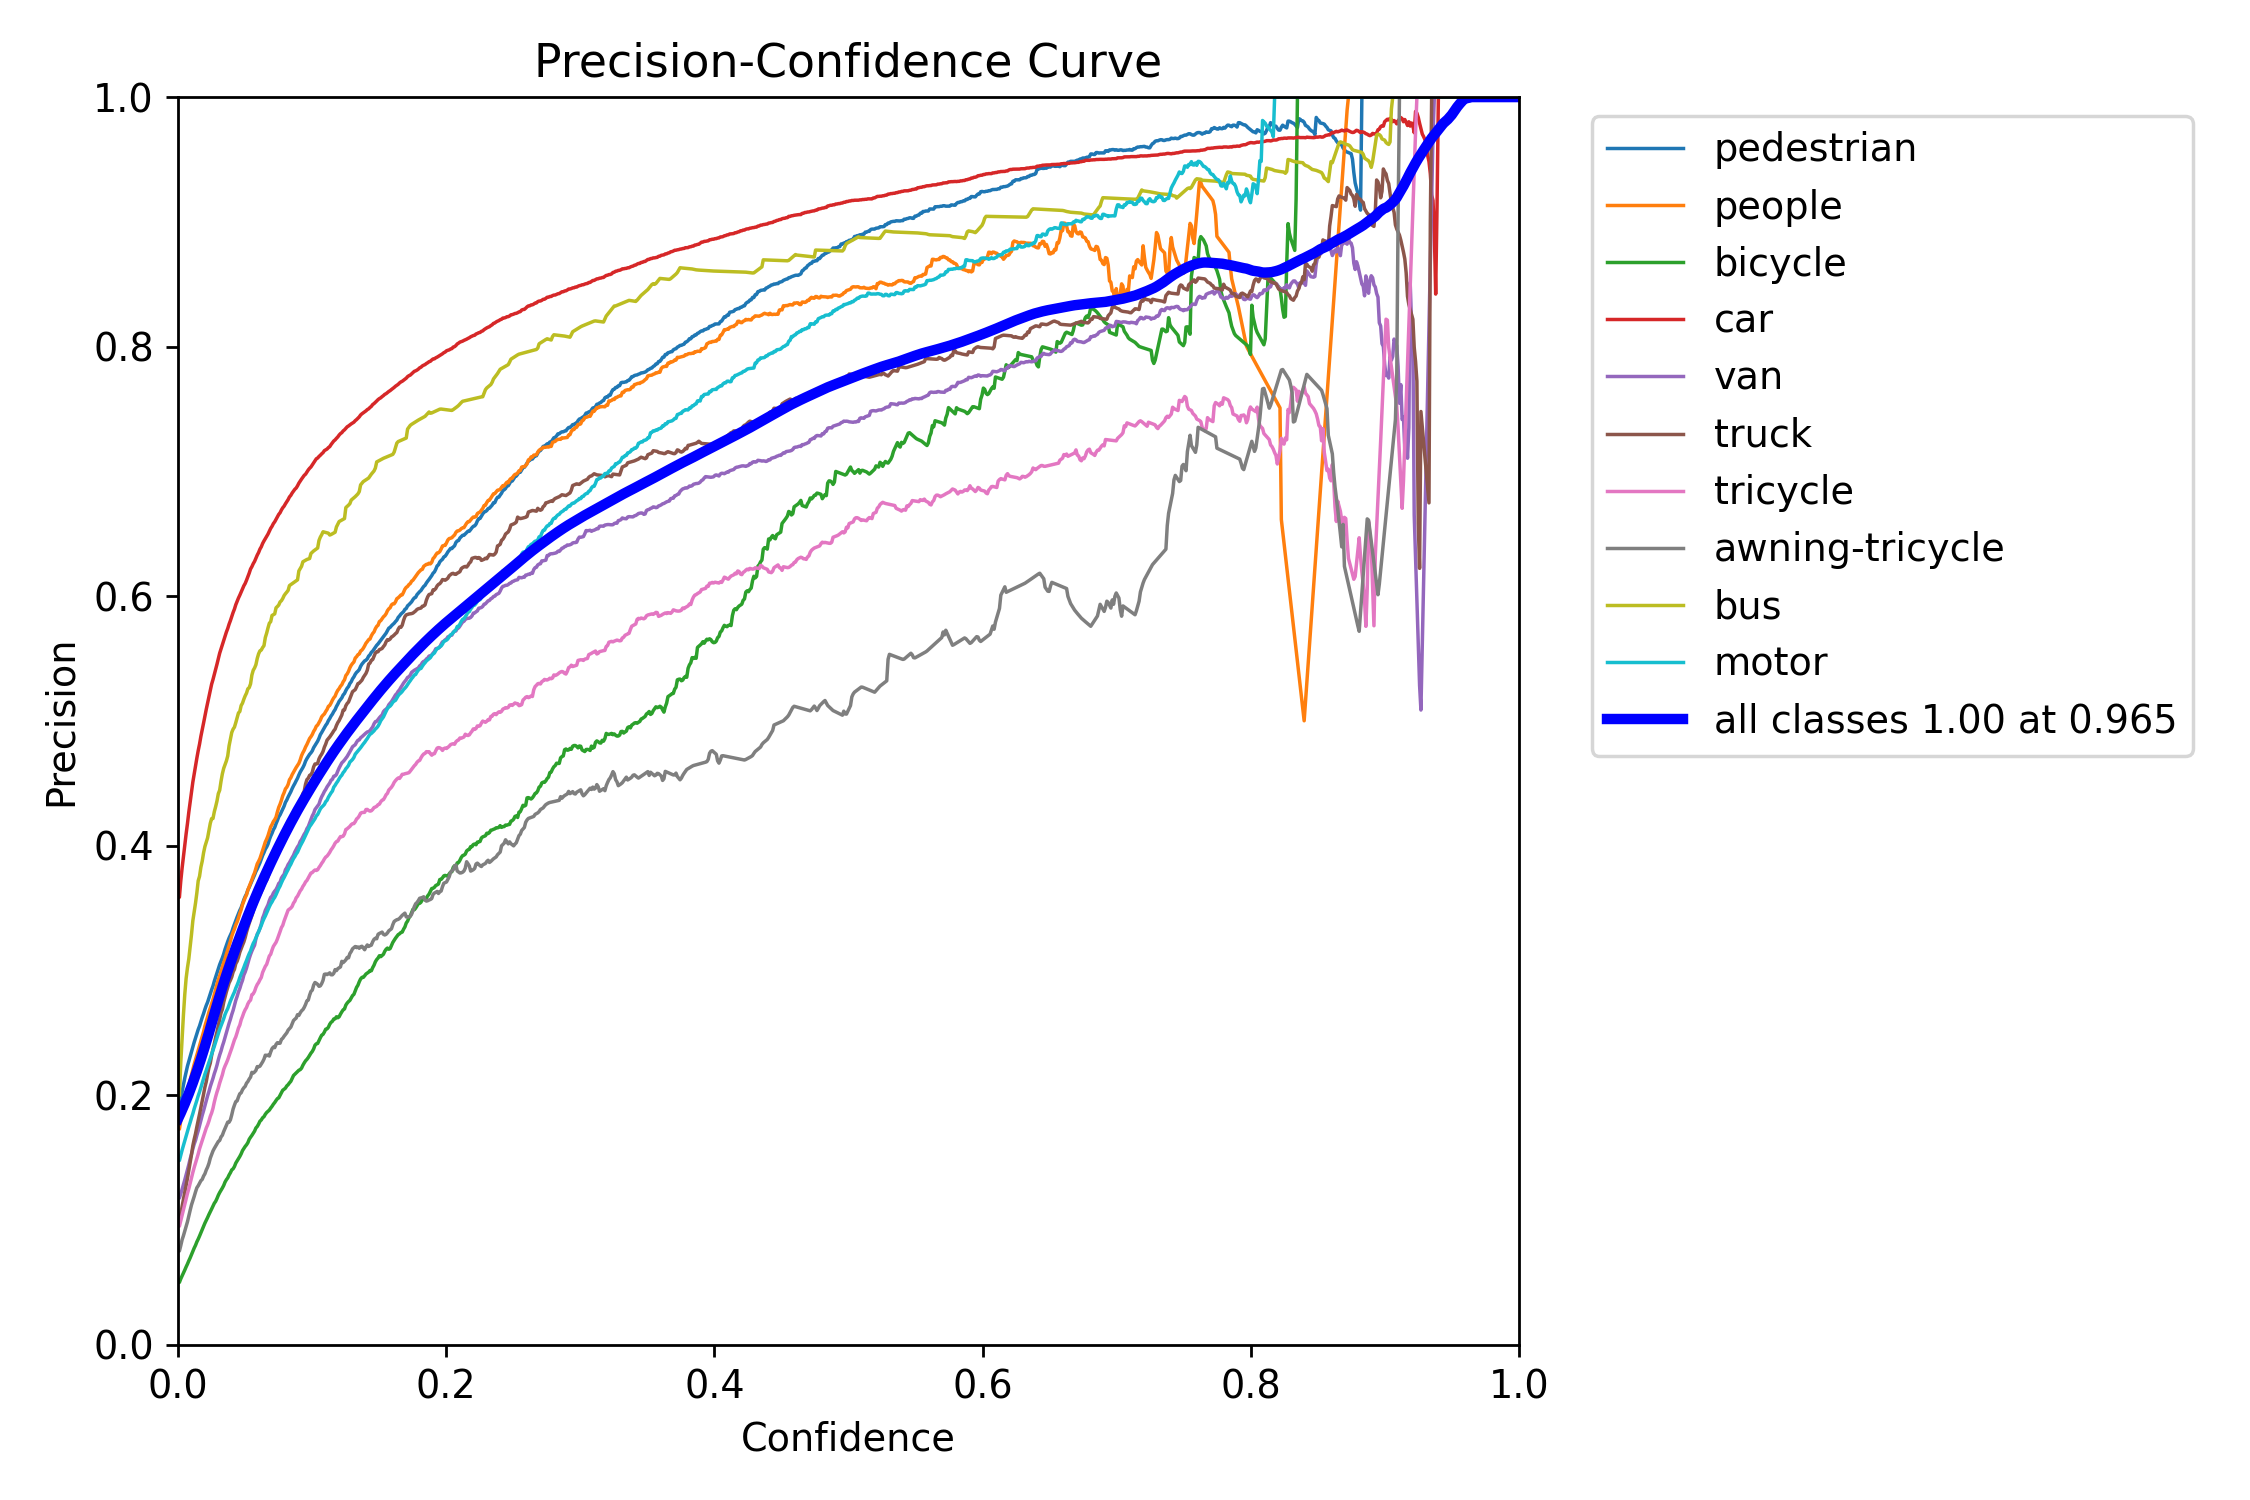 Precision-Confidence Curve
1.0
0.8
0.6
0.4
0.2
0.0
Precision
0.0 0.2 0.4 0.6 0.8 1.0
Confidence
pedestrian
people
bicycle
car
van
truck
tricycle
awning-tricycle
bus
motor
all classes 1.00 at 0.965